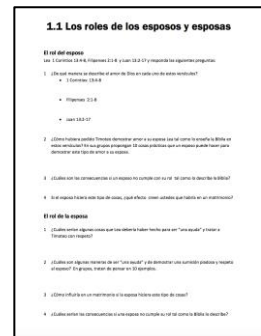 1.1 Los roles de los esposos y esposas
El rol del esposo
Lea 1 Corintios 13:4-8, Filipenses 2:1-8 y Juan 13:2-17 y responda las siguientes preguntas.
1 ¿De qué manera se describe el amor de Dios en cada uno de estos versículos?
• 1 Corintios 13:4-8
• Filipenses 2:1-8
• Juan 13:2-17
2 ¿Cómo hubiera podido Timoteo demostrar amor a su esposa Lea tal como lo enseña la Biblia en
estos versículos? En sus grupos propongan 10 cosas prácticas que un esposo puede hacer para
demostrar este tipo de amor a su esposa.
3 ¿Cuáles son las consecuencias si un esposo no cumple con su rol tal como lo describe la Biblia?
4 Si el esposo hiciera este tipo de cosas, ¿qué efecto creen ustedes que habría en un matrimonio?
El rol de la esposa
1 ¿Cuáles serían algunas cosas que Lea debería haber hecho para ser "una ayuda" y tratar a
Timoteo con respeto?
2 ¿Cuáles son algunas maneras de ser "una ayuda" y de demostrar una sumisión piadosa y respeto
al esposo? En grupos, traten de pensar en 10 ejemplos.
3 ¿Cómo influiría en un matrimonio si la esposa hiciera este tipo de cosas?
4 ¿Cuáles serían las consecuencias si una esposa no cumple su rol tal como la Biblia lo describe?